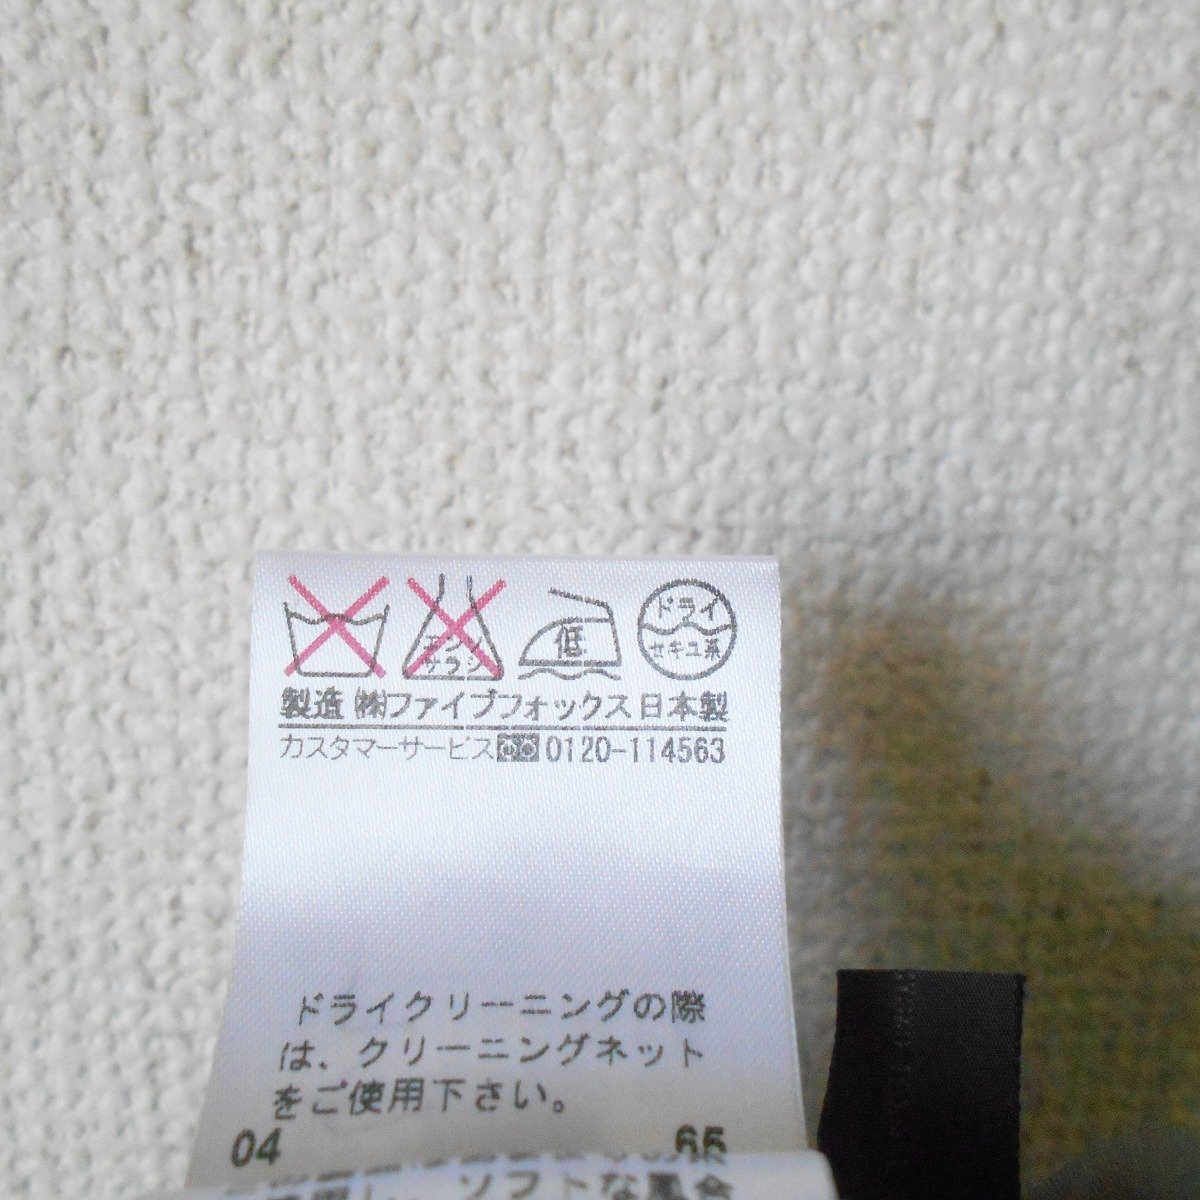 エンソ
サラシ
低
ドライ
セキユ系
製造 ㈱ファイブフォックス 日本製
カスタマーサービス 0120-114563
ドライクリーニングの際
は、クリーニングネット
をご使用下さい。
04 65
し、ソフトな風合